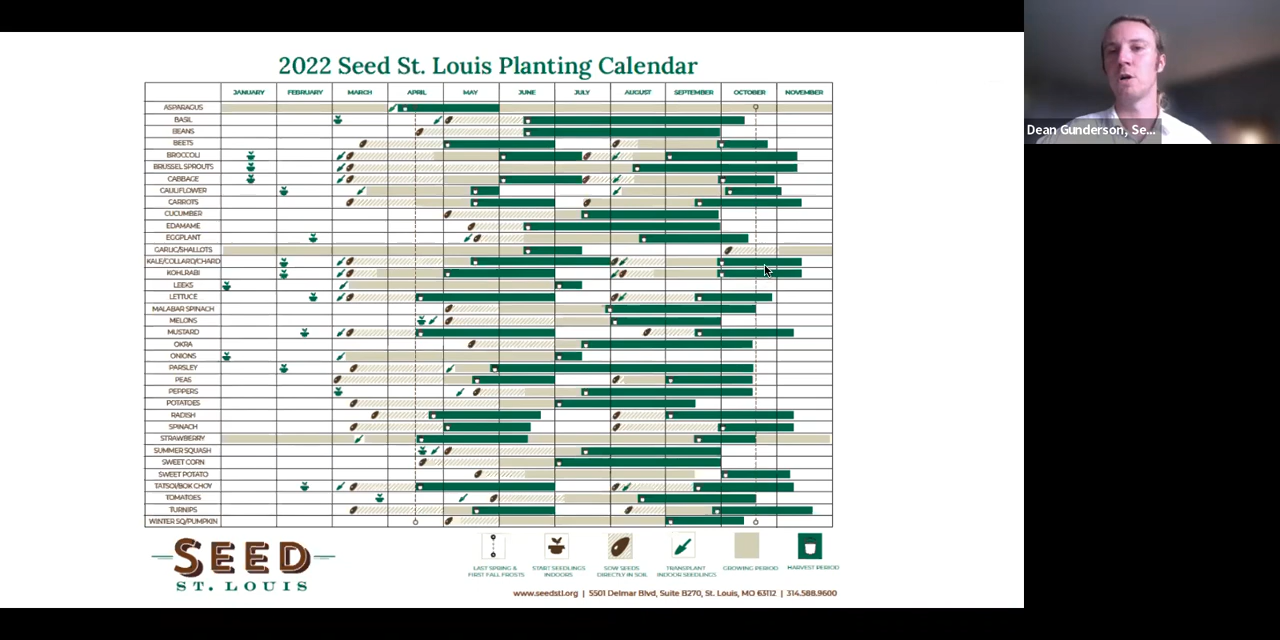 2022 Seed St. Louis Planting Calendar
JANUARY FEBRUARY MARCH APRIL MAY JUNE JULY AUGUST SEPTEMBER OCTOBER NOVEMBER
ASPARAGUS
BASIL
BEANS
BEETS
BROCCOLI
BRUSSEL SPROUTS
CABBAGE
CAULIFLOWER
CARROTS
CUCUMBER
EDAMAME
EGGPLANT
GARLIC/SHALLOTS
KALE/COLLARD/CHARD
KOHLRABI
LEEKS
LETTUCE
MALABAR SPINACH
MELONS
MUSTARD
OKRA
ONIONS
PARSLEY
PEAS
PEPPERS
POTATOES
RADISH
SPINACH
STRAWBERRY
SUMMER SQUASH
SWEET CORN
SWEET POTATO
TATSOI/BOK CHOY
TOMATOES
TURNIPS
WINTER SQ/PUMPKIN
SEED
ST. LOUIS
LAST SPRING &
FIRST FALL FROSTS
START SEEDLINGS
INDOORS
SOW SEEDS
DIRECTLY IN SOIL
TRANSPLANT
INDOOR SEEDLINGS
GROWING PERIOD
HARVEST PERIOD
www.seedstl.org | 5501 Delmar Blvd, Suite B270, St. Louis, MO 63112 | 314.588.9600
Dean Gunderson, Se...